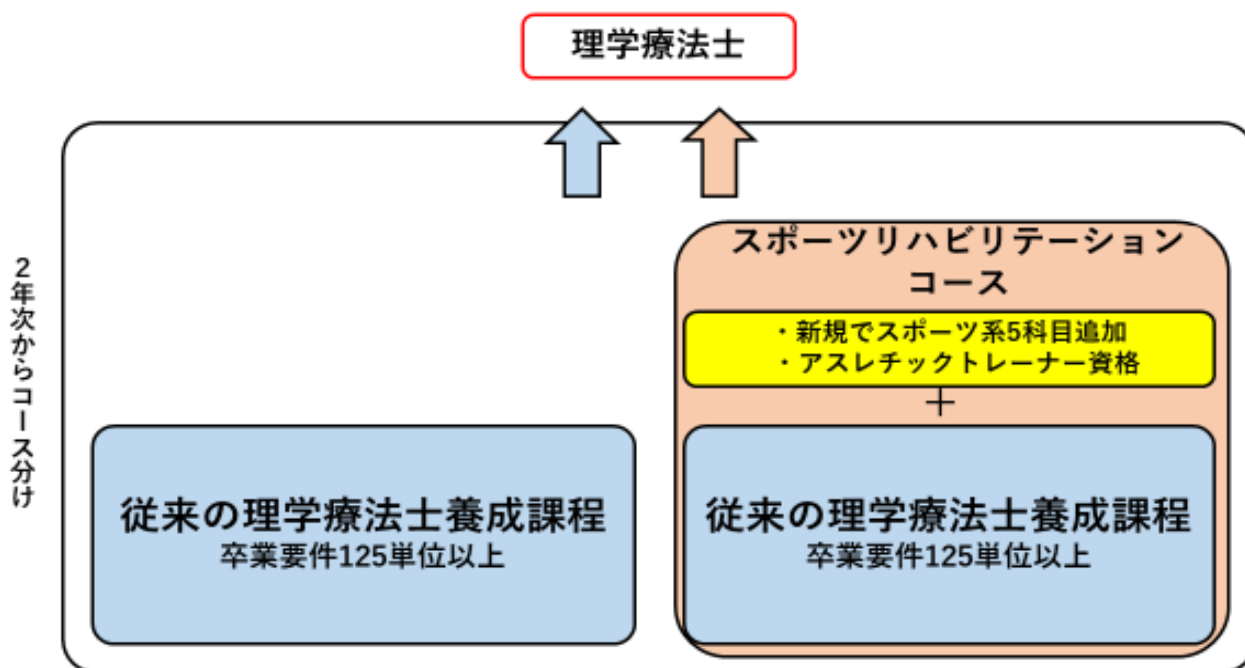 理学療法士
2年次からコース分け
スポーツリハビリテーション
コース
・新規でスポーツ系5科目追加
・アスレチックトレーナー資格
+
従来の理学療法士養成課程
卒業要件125単位以上
従来の理学療法士養成課程
卒業要件125単位以上